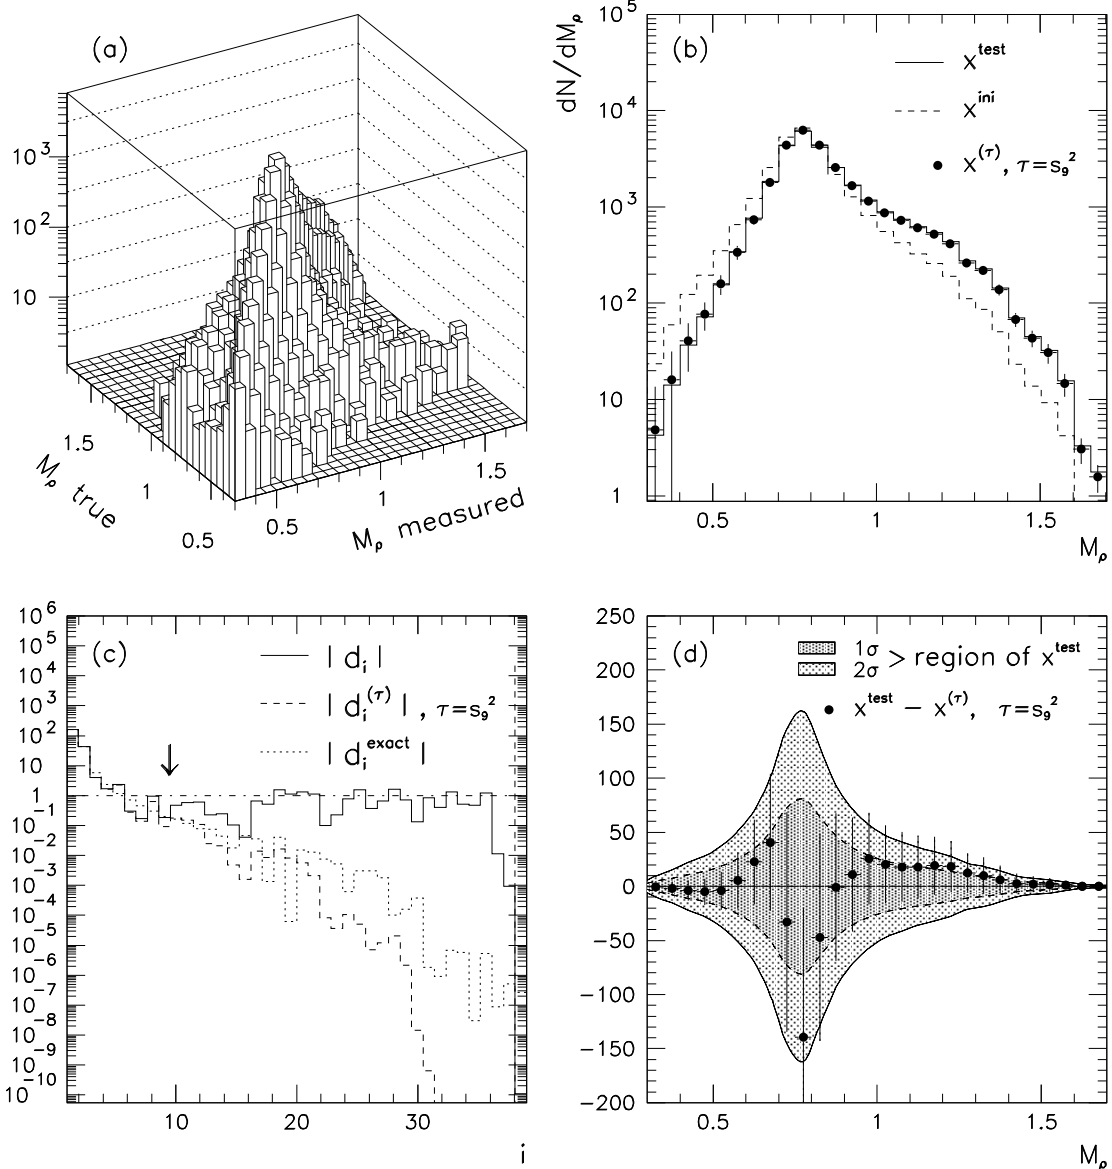 (a)
10^3
10^2
10
1.5
1
0.5
M_ρ true
0.5
1
1.5
M_ρ measured
(b)
dN/dM_ρ
10^5
10^4
10^3
10^2
10
1
x^test
x^ini
x^(τ), τ=s_9^2
0.5
1
1.5
M_ρ
(c)
10^6
10^5
10^4
10^3
10^2
10
1
10^-1
10^-2
10^-3
10^-4
10^-5
10^-6
10^-7
10^-8
10^-9
10^-10
| d_i |
| d_i^(τ) | , τ=s_9^2
| d_i^exact |
10
20
30
i
(d)
250
200
150
100
50
0
-50
-100
-150
-200
1σ
2σ > region of x^test
x^test − x^(τ), τ=s_9^2
0.5
1
1.5
M_ρ